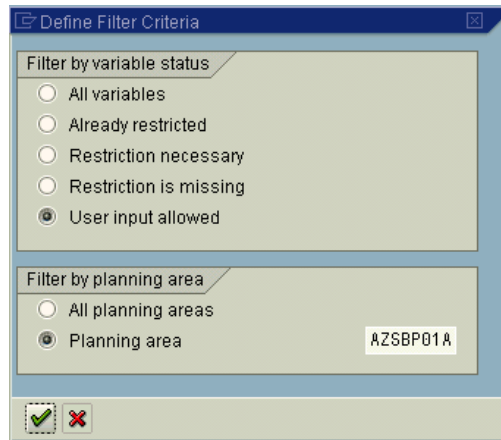 Define Filter Criteria
Filter by variable status
All variables
Already restricted
Restriction necessary
Restriction is missing
User input allowed
Filter by planning area
All planning areas
Planning area AZSBP01A